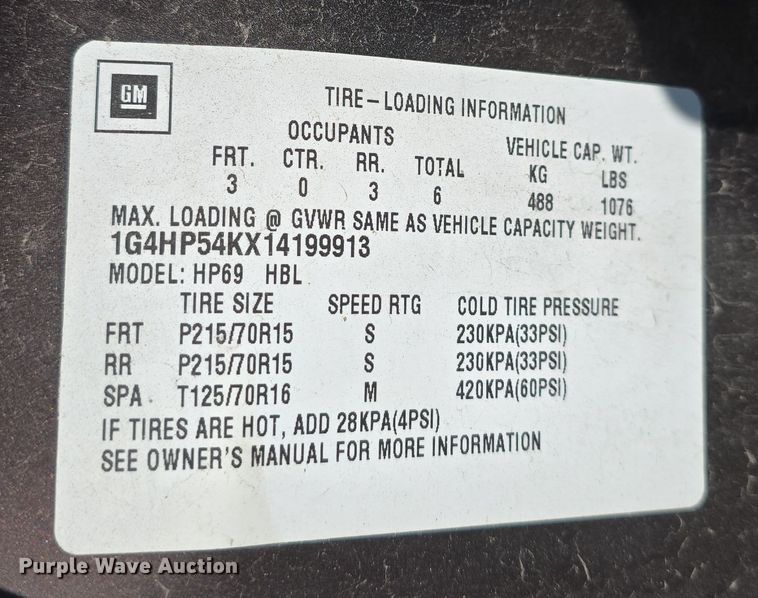 GM
TIRE-LOADING INFORMATION
OCCUPANTS VEHICLE CAP. WT.
FRT. CTR. RR. TOTAL KG LBS
3 0 3 6 488 1076
MAX. LOADING @ GVWR SAME AS VEHICLE CAPACITY WEIGHT.
1G4HP54KX14199913
MODEL: HP69 HBL
TIRE SIZE SPEED RTG COLD TIRE PRESSURE
FRT P215/70R15 S 230KPA(33PSI)
RR P215/70R15 S 230KPA(33PSI)
SPA. T125/70R16 M 420KPA(60PSI)
IF TIRES ARE HOT, ADD 28KPA(4PSI)
SEE OWNER'S MANUAL FOR MORE INFORMATION
Purple Wave Auction